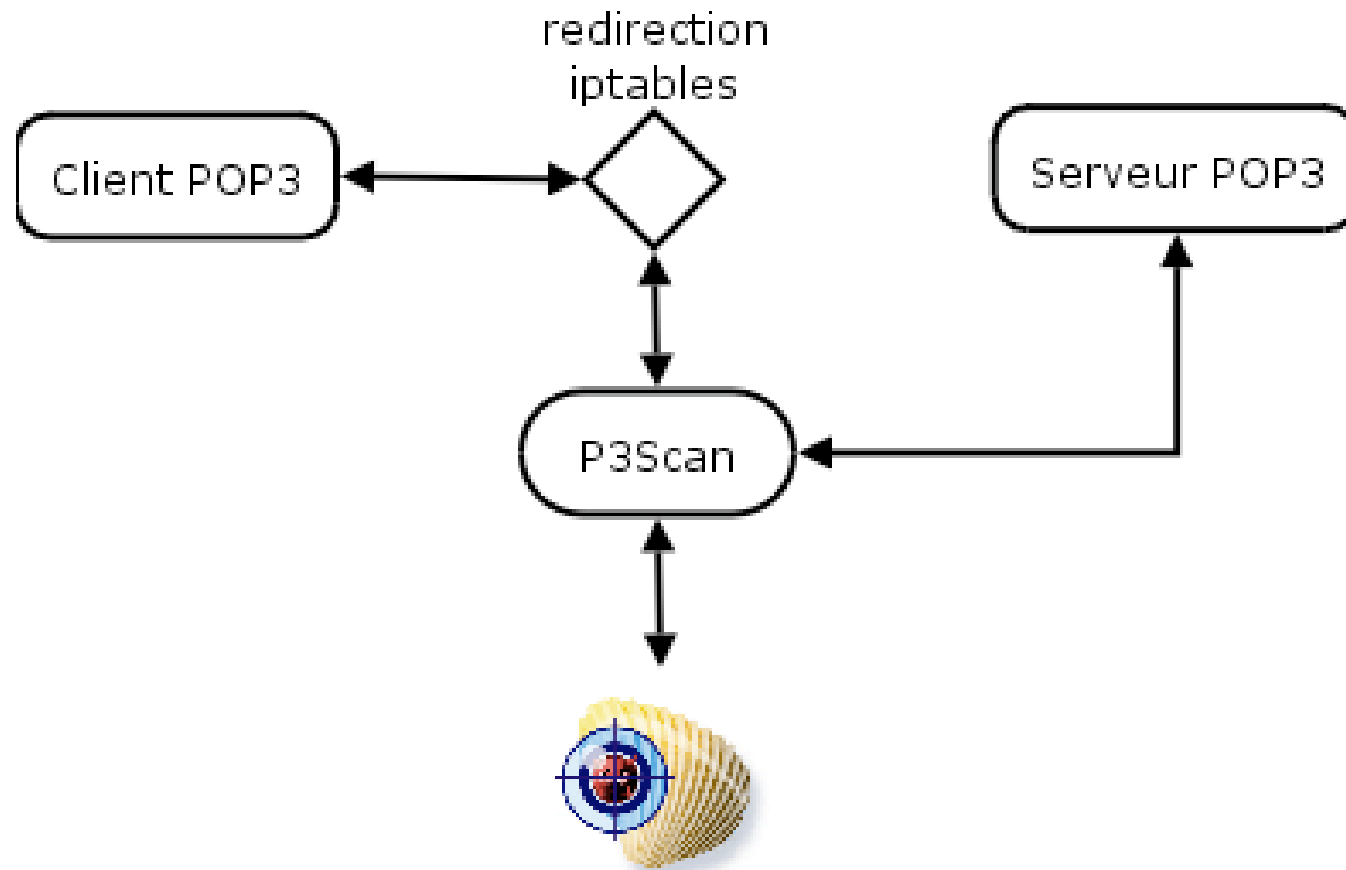 redirection
iptables
Client POP3
Serveur POP3
P3Scan